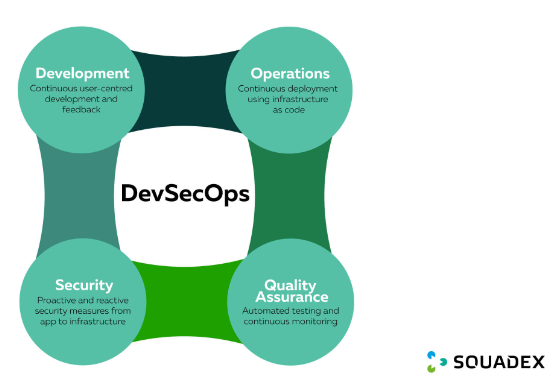 Development
Continuous user-centred
development and
feedback
Operations
Continuous deployment
using infrastructure
as code
DevSecOps
Security
Proactive and reactive
security measures from
app to infrastructure
Quality
Assurance
Automated testing and
continuous monitoring
SQUADEX